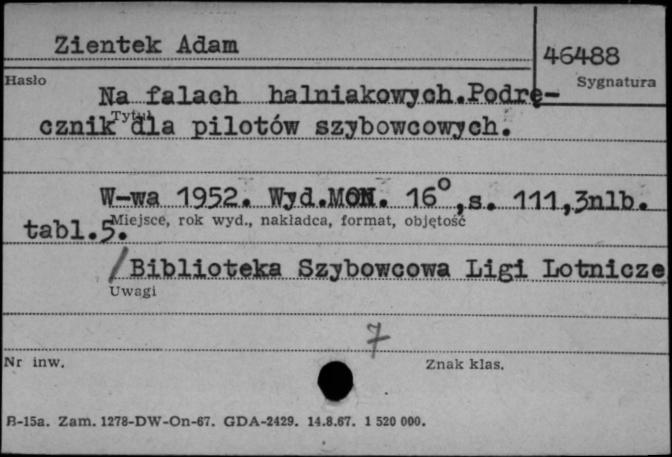 Zientek Adam
46488
Hasło
Sygnatura
Na falach halniakowych.Podrę-
Tytuł
cznik dla pilotów szybowcowych.
W-wa 1952. Wyd.MON. 16°,s. 111,3nlb.
Miejsce, rok wyd., nakładca, format, objętość
tabl.5.
/Biblioteka Szybowcowa Ligi Lotnicze
Uwagi
7
Nr inw.
Znak klas.
B-15a. Zam. 1278-DW-On-67. GDA-2429. 14.8.67. 1 520 000.